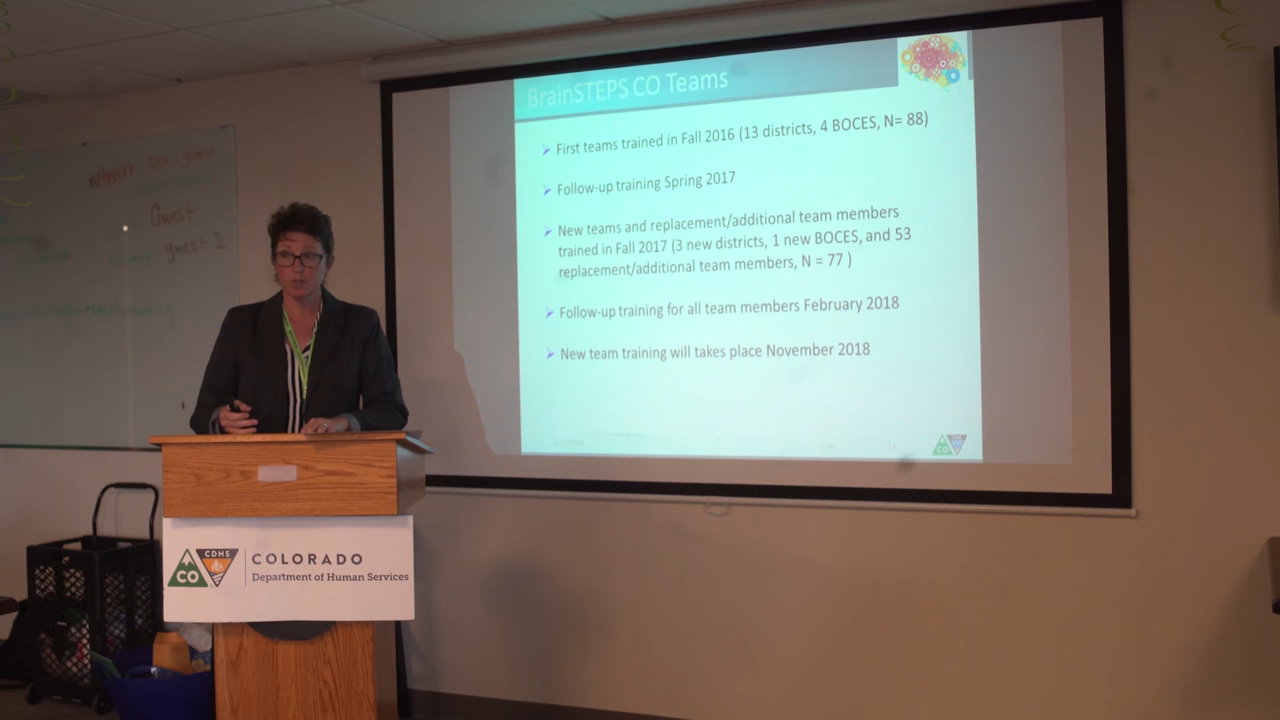 BrainSTEPS CO Teams
First teams trained in Fall 2016 (13 districts, 4 BOCES, N= 88)
Follow-up training Spring 2017
New teams and replacement/additional team members
trained in Fall 2017 (3 new districts, 1 new BOCES, and 53
replacement/additional team members, N = 77 )
Follow-up training for all team members February 2018
New team training will takes place November 2018
CO
network
Guest
guest 1
CO
CDHS
COLORADO
Department of Human Services